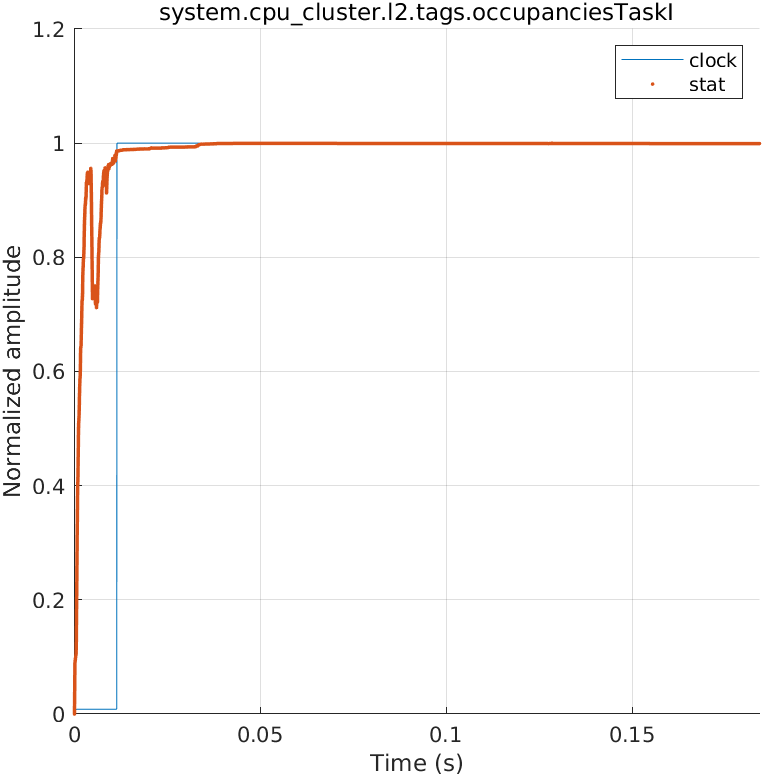 system.cpu_cluster.l2.tags.occupanciesTaskI
1.2
clock
stat
1
0.8
0.6
0.4
0.2
0
Normalized amplitude
0
0.05
0.1
0.15
Time (s)